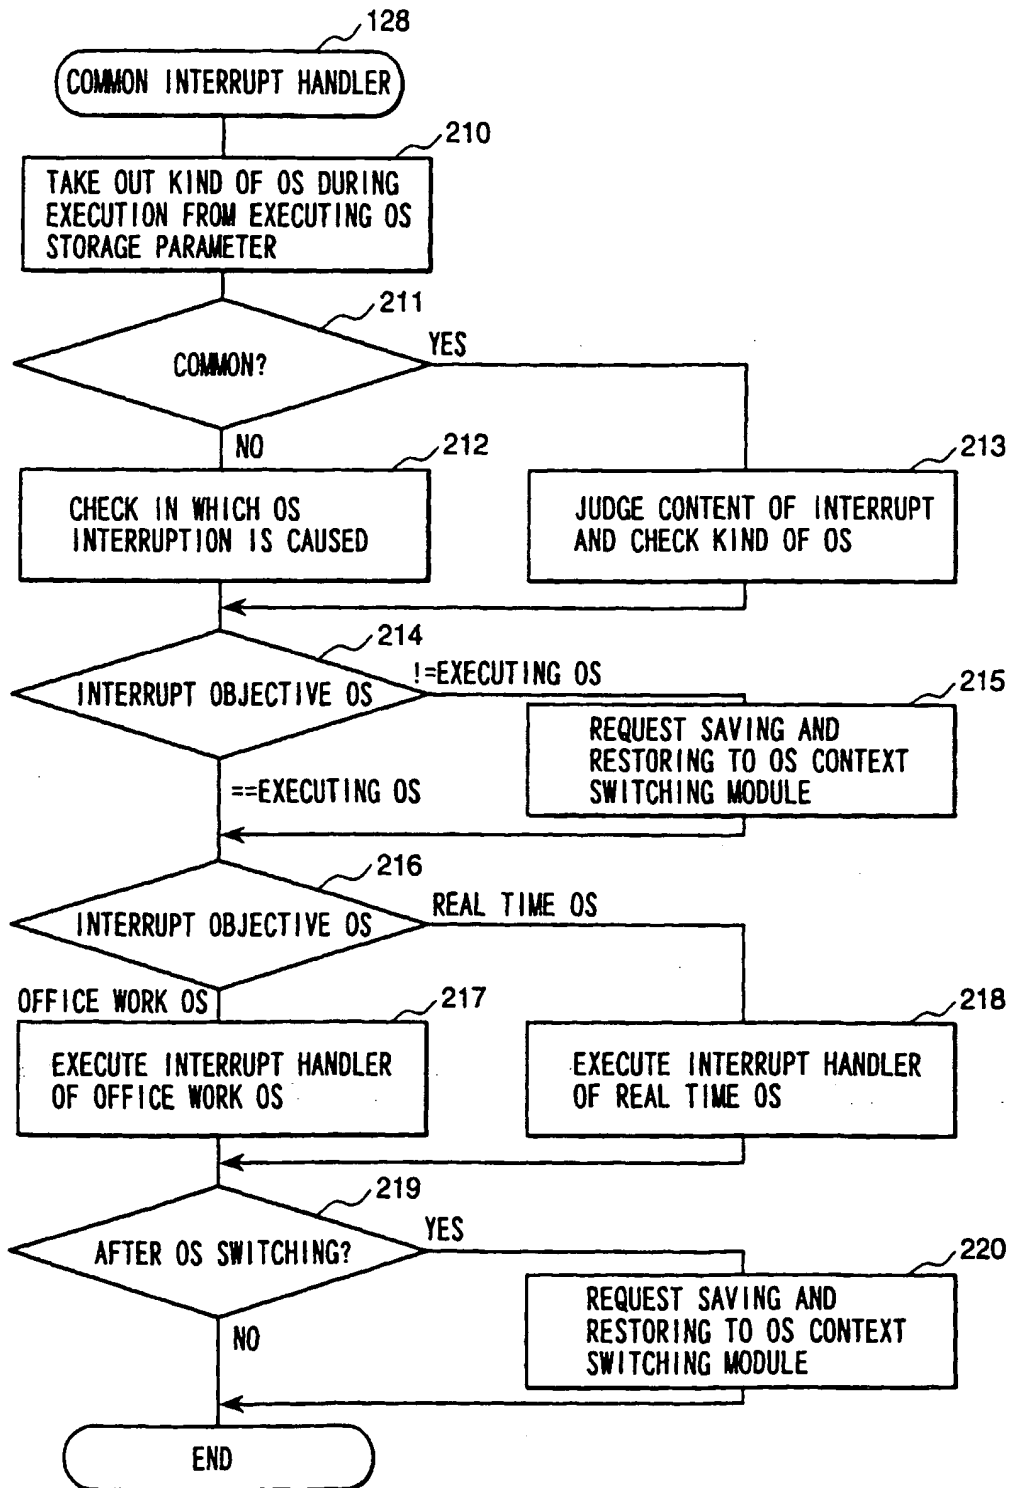 128
COMMON INTERRUPT HANDLER
210
TAKE OUT KIND OF OS DURING
EXECUTION FROM EXECUTING OS
STORAGE PARAMETER
211
COMMON?
YES
NO
212
CHECK IN WHICH OS
INTERRUPTION IS CAUSED
213
JUDGE CONTENT OF INTERRUPT
AND CHECK KIND OF OS
214
INTERRUPT OBJECTIVE OS
!=EXECUTING OS
215
REQUEST SAVING AND
RESTORING TO OS CONTEXT
SWITCHING MODULE
==EXECUTING OS
216
INTERRUPT OBJECTIVE OS
REAL TIME OS
OFFICE WORK OS
217
EXECUTE INTERRUPT HANDLER
OF OFFICE WORK OS
218
EXECUTE INTERRUPT HANDLER
OF REAL TIME OS
219
AFTER OS SWITCHING?
YES
220
REQUEST SAVING AND
RESTORING TO OS CONTEXT
SWITCHING MODULE
NO
END